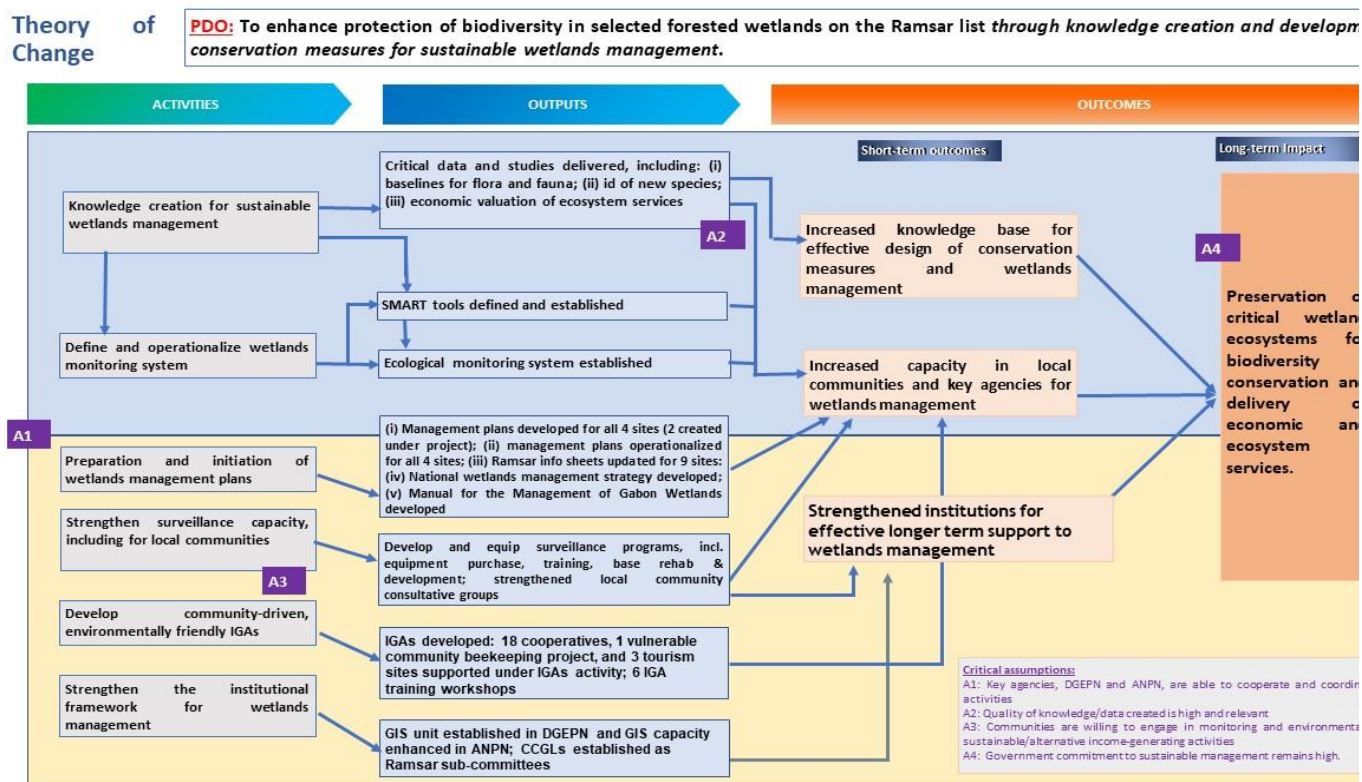 Theory of
Change
PDO: To enhance protection of biodiversity in selected forested wetlands on the Ramsar list through knowledge creation and developm
conservation measures for sustainable wetlands management.
ACTIVITIES
OUTPUTS
OUTCOMES
Short-term outcomes
Long-term Impact
Critical data and studies delivered, including: (i)
baselines for flora and fauna; (ii) id of new species;
(iii) economic valuation of ecosystem services
Knowledge creation for sustainable
wetlands management
A2
Increased knowledge base for
effective design of conservation
measures and wetlands
management
A4
SMART tools defined and established
Define and operationalize wetlands
monitoring system
Ecological monitoring system established
Increased capacity in local
communities and key agencies for
wetlands management
Preservation o
critical wetlan
ecosystems fo
biodiversity
conservation an
delivery o
economic an
ecosystem
services.
A1
(i) Management plans developed for all 4 sites (2 created
under project); (ii) management plans operationalized
for all 4 sites; (iii) Ramsar info sheets updated for 9 sites:
(iv) National wetlands management strategy developed;
(v) Manual for the Management of Gabon Wetlands
developed
Preparation and initiation of
wetlands management plans
Strengthen surveillance capacity,
including for local communities
Strengthened institutions for
effective longer term support to
wetlands management
Develop and equip surveillance programs, incl.
equipment purchase, training, base rehab &
development; strengthened local community
consultative groups
A3
Develop community-driven,
environmentally friendly IGAs
IGAs developed: 18 cooperatives, 1 vulnerable
community beekeeping project, and 3 tourism
sites supported under IGAs activity; 6 IGA
training workshops
Strengthen the institutional
framework for wetlands
management
GIS unit established in DGEPN and GIS capacity
enhanced in ANPN; CCGLs established as
Ramsar sub-committees
Critical assumptions:
A1: Key agencies, DGEPN and ANPN, are able to cooperate and coordin
activities
A2: Quality of knowledge/data created is high and relevant
A3: Communities are willing to engage in monitoring and environmenta
sustainable/alternative income-generating activities
A4: Government commitment to sustainable management remains high.